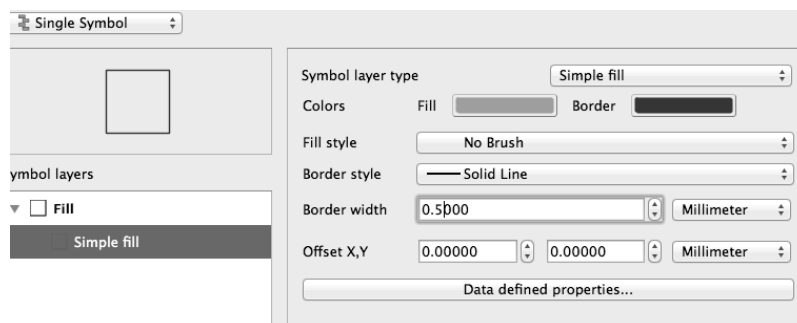 Single Symbol
Symbol layer type Simple fill
Colors Fill Border
Fill style No Brush
ymbol layers
Border style Solid Line
Fill
Border width 0.5000 Millimeter
Simple fill
Offset X,Y 0.00000 0.00000 Millimeter
Data defined properties...